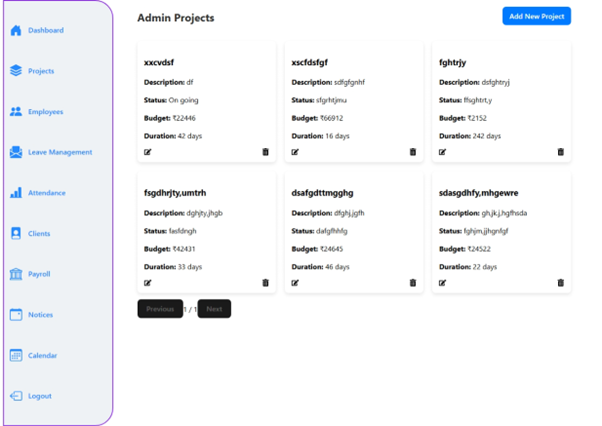 Dashboard
Projects
Employees
Leave Management
Attendance
Clients
Payroll
Notices
Calendar
Logout
Admin Projects
Add New Project
xxcvdsf
Description: df
Status: On going
Budget: ₹22446
Duration: 42 days
xscfdsfgf
Description: sdfgfgnhf
Status: sfgrhtjmu
Budget: ₹66912
Duration: 16 days
fghtrjy
Description: dsfghtryj
Status: ffsghtrt,y
Budget: ₹2152
Duration: 242 days
fsgdhrjty,umtrh
Description: dghjty,jhgb
Status: fasfdngh
Budget: ₹42431
Duration: 33 days
dsafgdttmgghg
Description: dfghj,jgfh
Status: dafgfhhfg
Budget: ₹24645
Duration: 46 days
sdasgdhfy,mhgewre
Description: gh,jk,j,hgfhsda
Status: fghjm,jjhgnfgf
Budget: ₹24522
Duration: 22 days
Previous 1 / 1 Next